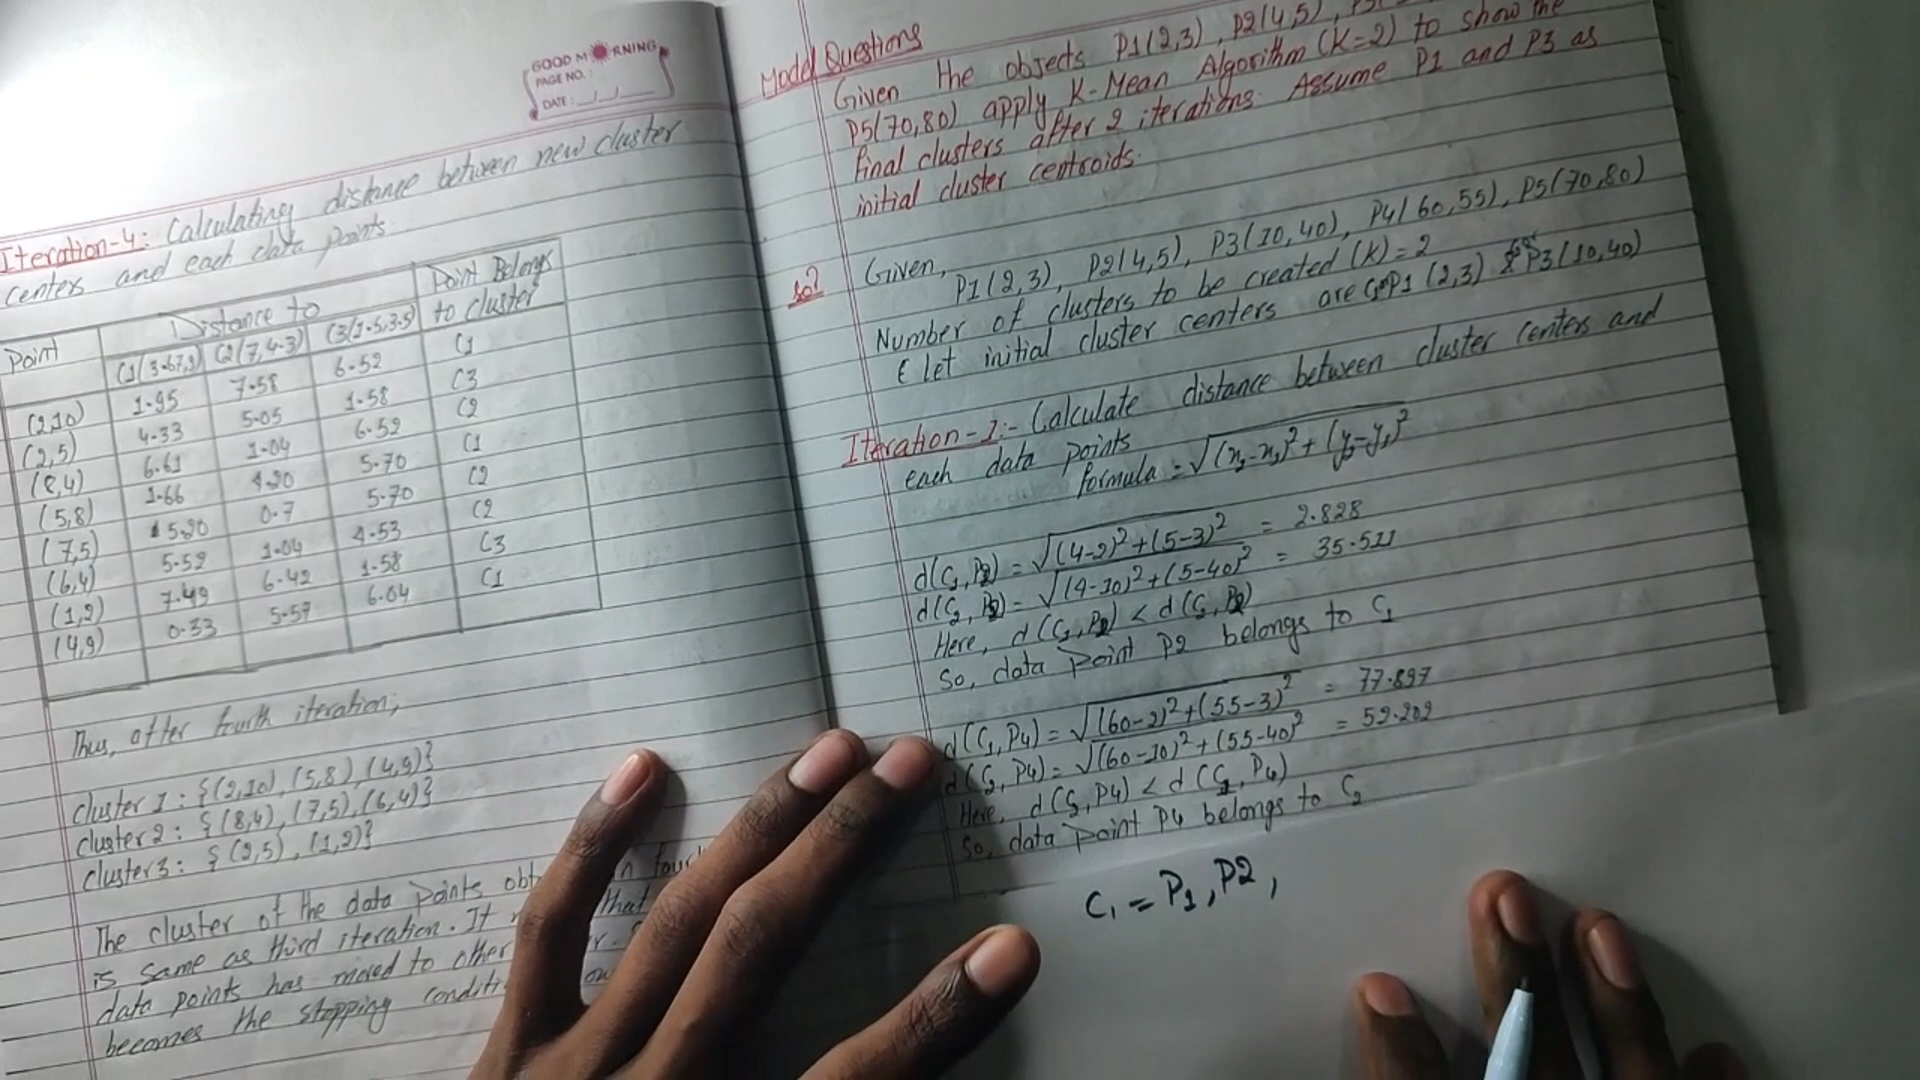 GOOD MORNING
PAGE NO.:
DATE:
Iteration-4: Calculating distance between new cluster
centers and each data points.
Point Distance to Point Belongs
to cluster
C1(3.67,9) C2(7,4.3) C3(1.5,3.5)
(2,10) 1.95 7.58 6.52 C1
(2,5) 4.33 5.05 1.58 C3
(8,4) 6.61 1.04 6.52 C2
(5,8) 1.66 4.20 5.70 C1
(7,5) 5.20 0.7 5.70 C2
(6,4) 5.52 1.04 4.53 C2
(1,2) 7.49 6.42 1.58 C3
(4,9) 0.33 5.57 6.04 C1
Thus, after fourth iteration;
Cluster 1 : {(2,10), (5,8), (4,9)}
Cluster 2 : {(8,4), (7,5), (6,4)}
Cluster 3 : {(2,5), (1,2)}
The cluster of the data points
is same as third iteration. It that
data points has moved to other
becomes the stopping
Model Questions
Given the objects P1(2,3), P2(4,5),
P5(70,80) apply K-Mean Algorithm (K=2) to show the
final clusters after 2 iterations. Assume P1 and P3 as
initial cluster centroids.
Given,
P1(2,3), P2(4,5), P3(10,40), P4(60,55), P5(70,80)
Number of clusters to be created (k) = 2
let initial cluster centers are P1 (2,3) & P3(10,40)
Iteration-1:- Calculate distance between cluster centers and
each data points
formula = √(x₂-x₁)² + (y₂-y₁)²
d(C₁, P2) = √(4-2)²+(5-3)² = 2.828
d(C₂, P2) = √(4-10)²+(5-40)² = 35.511
Here, d(C₁, P2) < d(C₂, P2)
So, data point P2 belongs to C₁
d(C₁, P4) = √(60-2)²+(55-3)² = 77.897
d(C₂, P4) = √(60-10)²+(55-40)² = 52.202
Here, d(C₂, P4) < d(C₁, P4)
So, data point P4 belongs to C₂
C₁ = P1, P2,